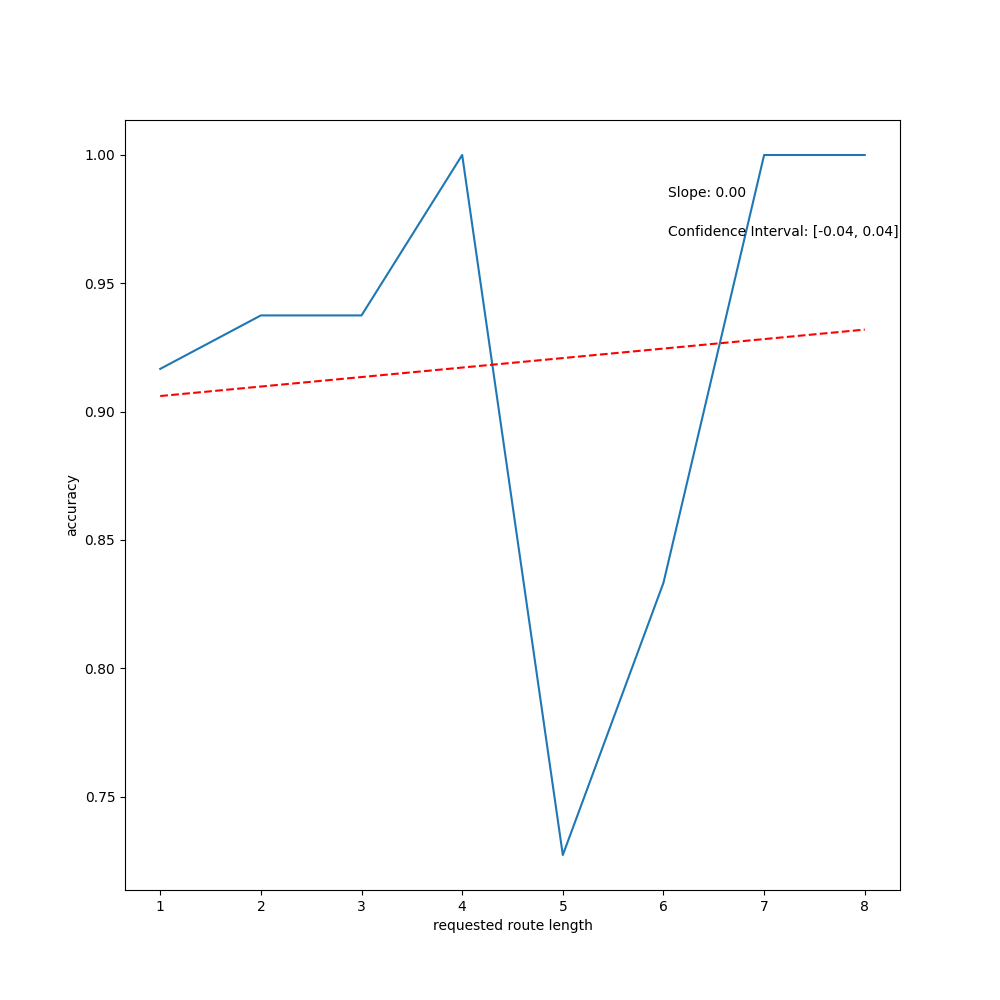 1.00
0.95
0.90
0.85
0.80
0.75
accuracy
Slope: 0.00
Confidence Interval: [-0.04, 0.04]
1 2 3 4 5 6 7 8
requested route length